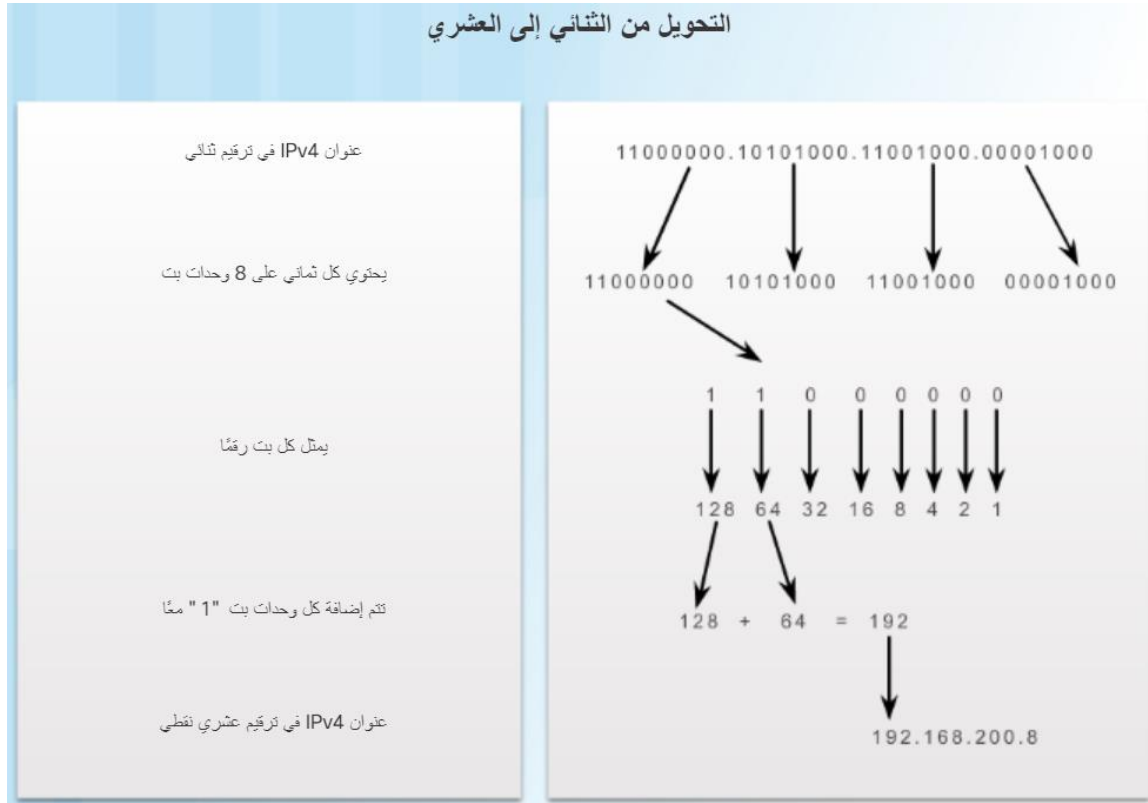 التحويل من الثنائي إلى العشري
عنوان IPv4 في ترقيم ثنائي
11000000.10101000.11001000.00001000
يحتوي كل ثماني على 8 وحدات بت
11000000 10101000 11001000 00001000
1 1 0 0 0 0 0 0
يمثل كل بت رقمًا
128 64 32 16 8 4 2 1
تتم إضافة كل وحدات بت "1 " معًا
128 + 64 = 192
عنوان IPv4 في ترقيم عشري نقطي
192.168.200.8